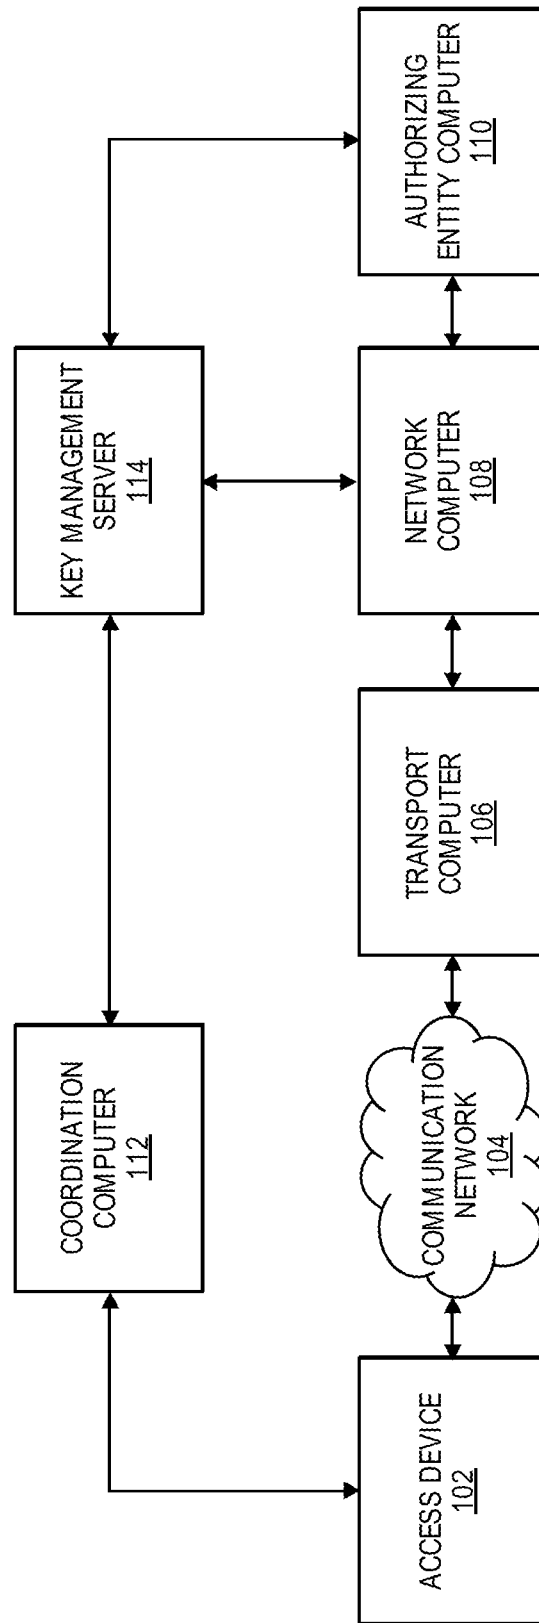 COORDINATION
COMPUTER
112
KEY MANAGEMENT
SERVER
114
ACCESS DEVICE
102
COMMUNICATION
NETWORK
104
TRANSPORT
COMPUTER
106
NETWORK
COMPUTER
108
AUTHORIZING
ENTITY COMPUTER
110